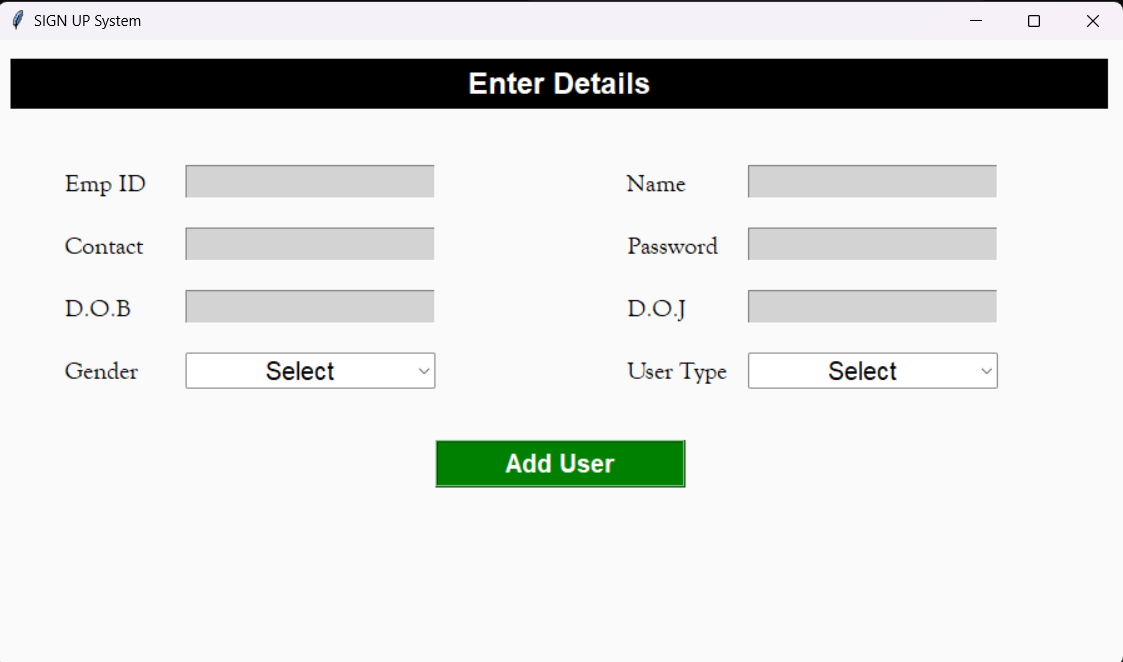 SIGN UP System
Enter Details
Emp ID Name
Contact Password
D.O.B D.O.J
Gender Select User Type Select
Add User